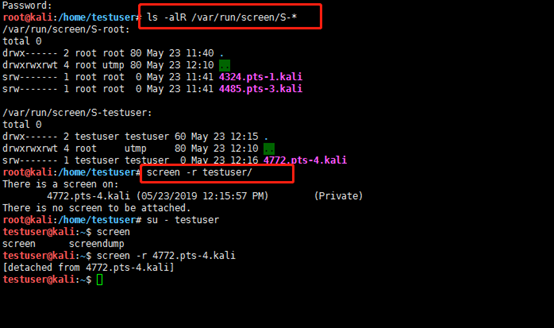 Password:
root@kali:/home/testuser# ls -alR /var/run/screen/S-*
/var/run/screen/S-root:
total 0
drwx------ 2 root root 80 May 23 11:40 .
drwxrwxrwt 4 root utmp 80 May 23 12:10 ..
srw------- 1 root root  0 May 23 11:41 4324.pts-1.kali
srw------- 1 root root  0 May 23 11:41 4485.pts-3.kali
/var/run/screen/S-testuser:
total 0
drwx------ 2 testuser testuser 60 May 23 12:15 .
drwxrwxrwt 4 root     utmp     80 May 23 12:10 ..
srw------- 1 testuser testuser  0 May 23 12:16 4772.pts-4.kali
root@kali:/home/testuser# screen -r testuser/
There is a screen on:
        4772.pts-4.kali (05/23/2019 12:15:57 PM)        (Private)
There is no screen to be attached.
root@kali:/home/testuser# su - testuser
testuser@kali:~$ screen
screen      screendump
testuser@kali:~$ screen -r 4772.pts-4.kali
[detached from 4772.pts-4.kali]
testuser@kali:~$